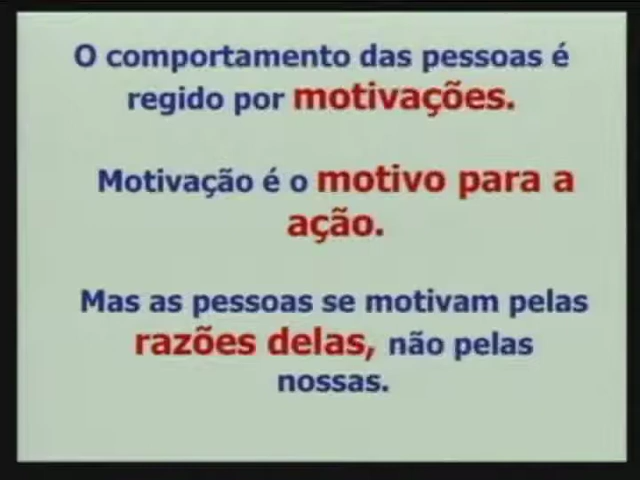 O comportamento das pessoas é
regido por motivações.
Motivação é o motivo para a
ação.
Mas as pessoas se motivam pelas
razões delas, não pelas
nossas.